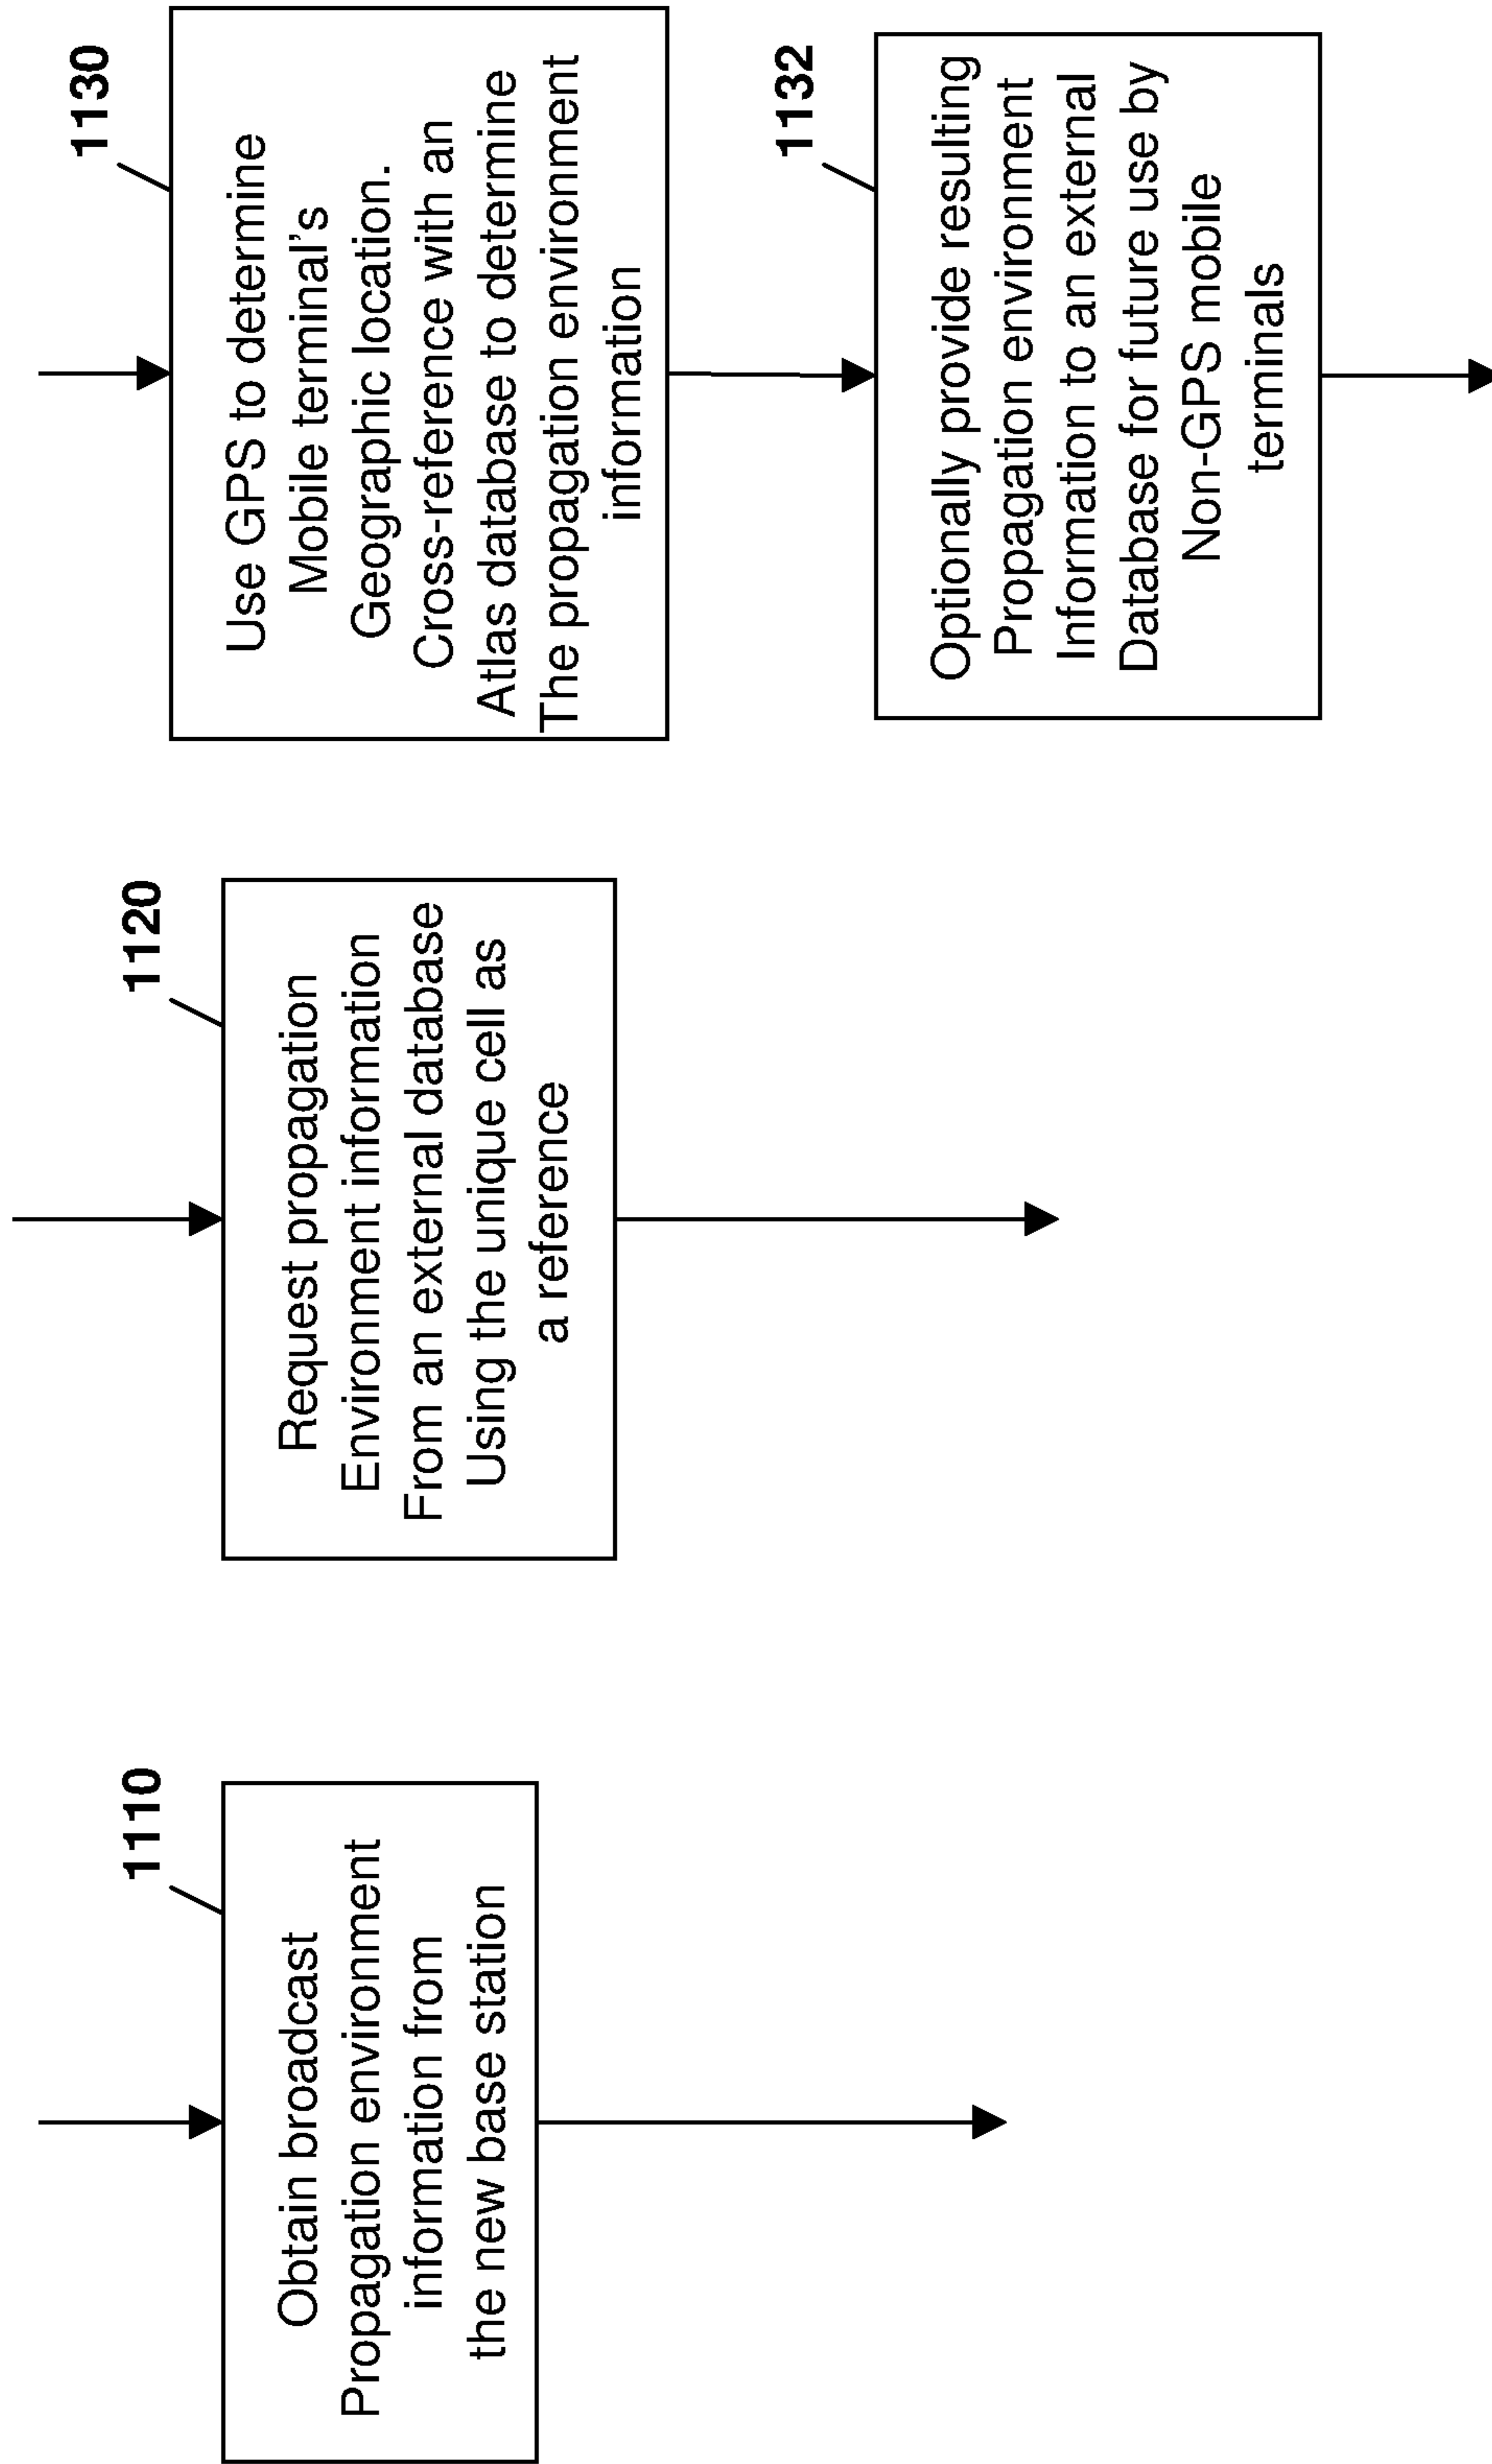 1110
Obtain broadcast
Propagation environment
information from
the new base station
1120
Request propagation
Environment information
From an external database
Using the unique cell as
a reference
1130
Use GPS to determine
Mobile terminal's
Geographic location.
Cross-reference with an
Atlas database to determine
The propagation environment
information
1132
Optionally provide resulting
Propagation environment
Information to an external
Database for future use by
Non-GPS mobile
terminals